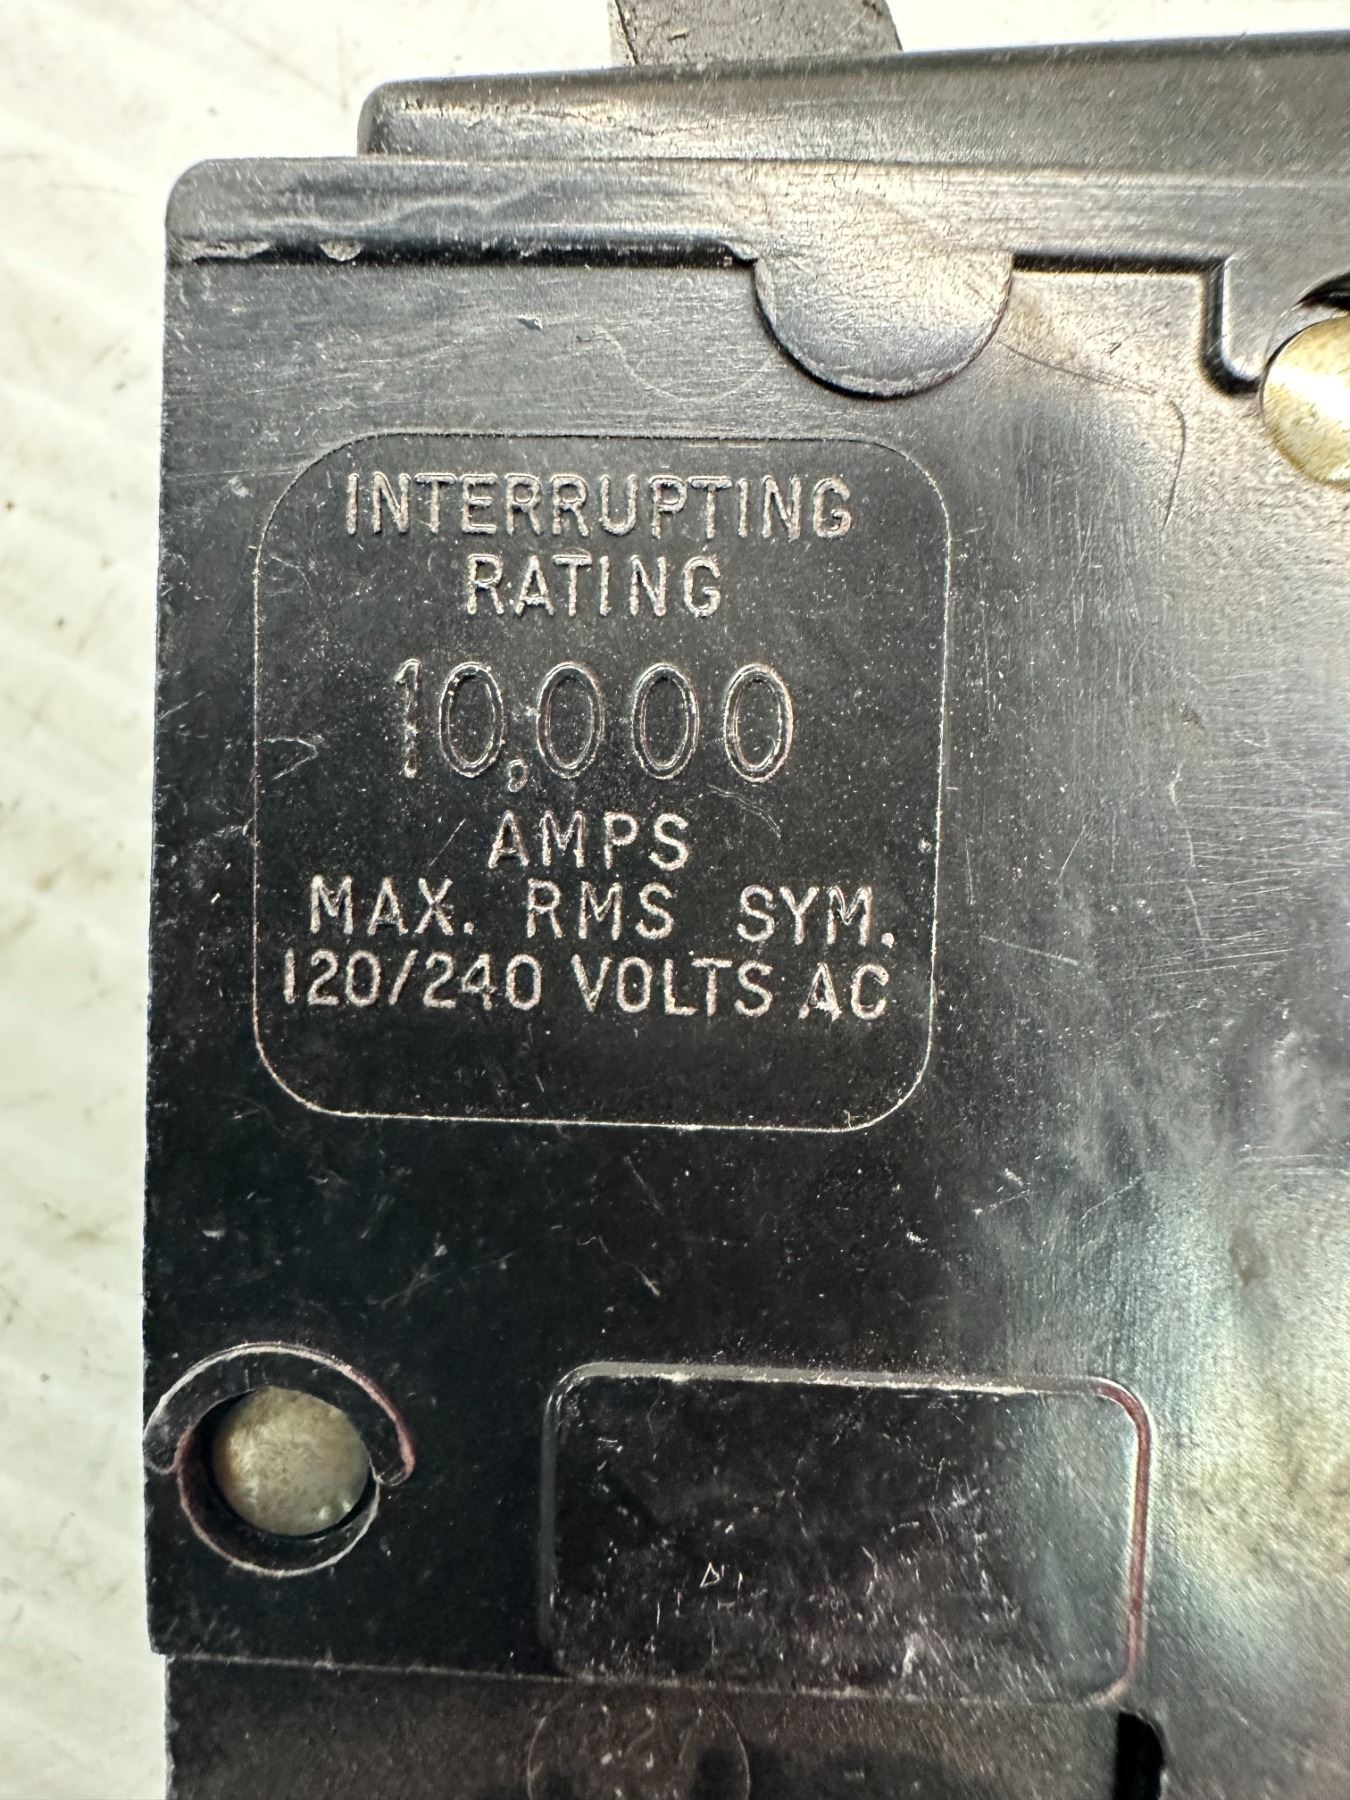 INTERRUPTING
RATING
10,000
AMPS
MAX. RMS SYM.
120/240 VOLTS AC